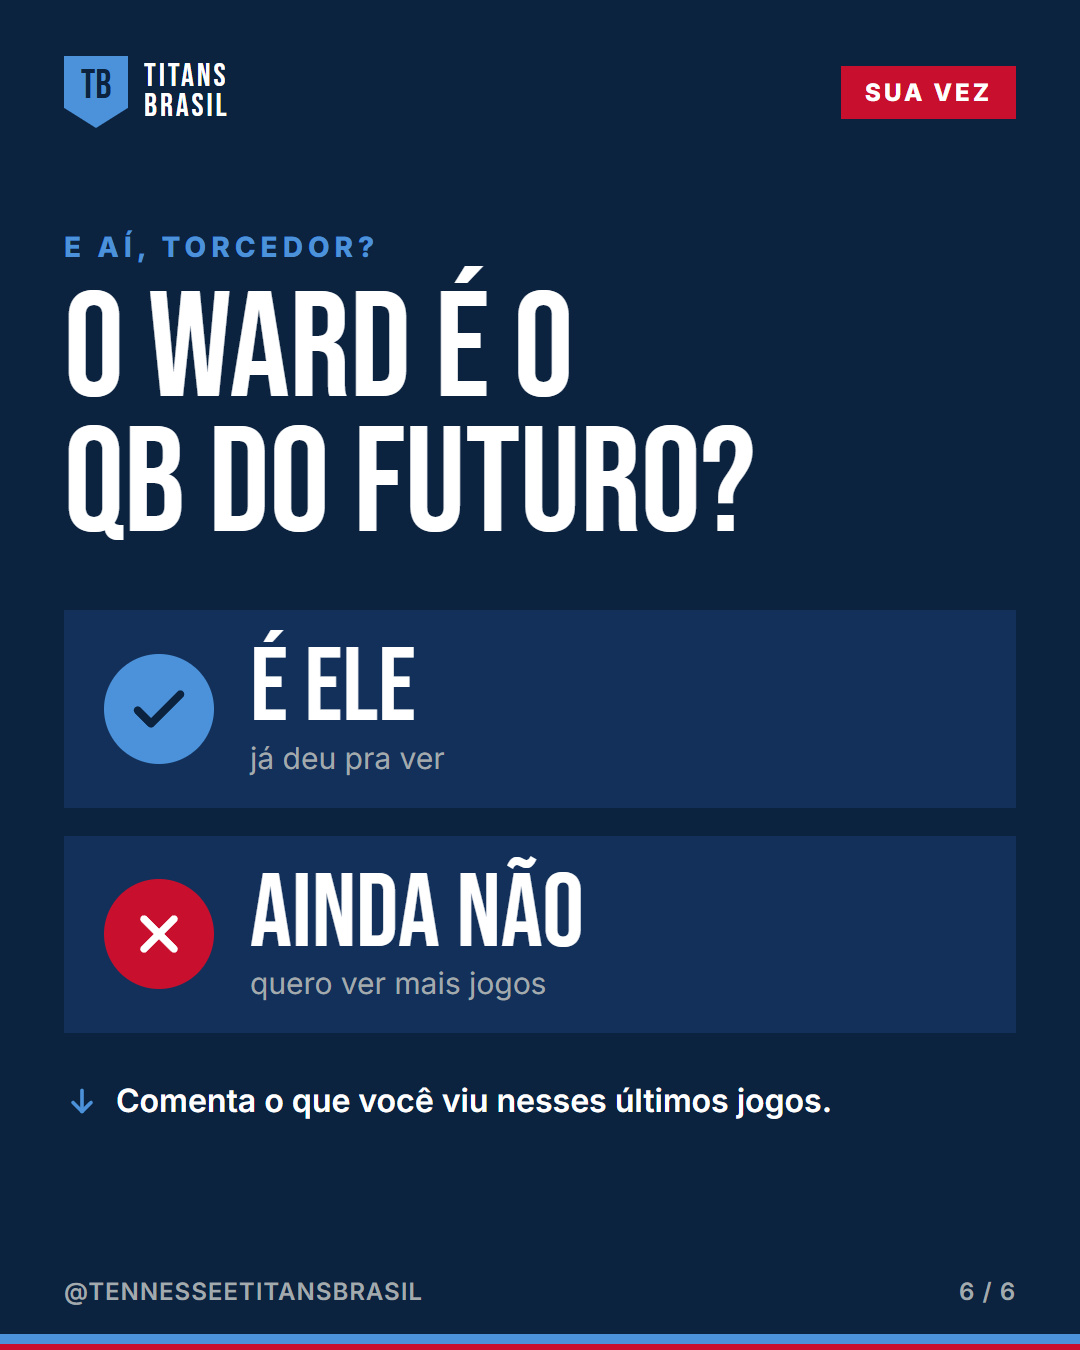 TB
TITANS
BRASIL
SUA VEZ
E AÍ, TORCEDOR?
O WARD É O
QB DO FUTURO?
É ELE
já deu pra ver
AINDA NÃO
quero ver mais jogos
Comenta o que você viu nesses últimos jogos.
@TENNESSEETITANSBRASIL
6 / 6